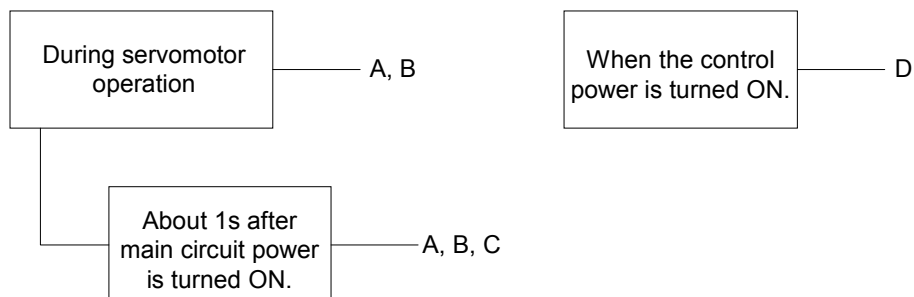 During servomotor
operation
A, B
When the control
power is turned ON.
D
About 1s after
main circuit power
is turned ON.
A, B, C